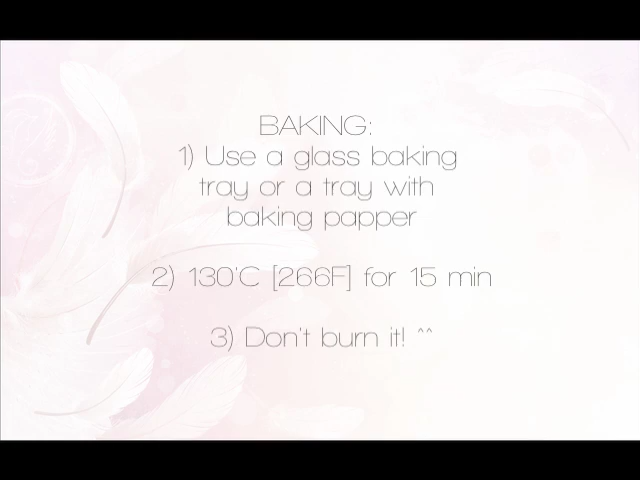 BAKING:
1) Use a glass baking
tray or a tray with
baking papper
2) 130'C [266F] for 15 min
3) Don't burn it! ^^